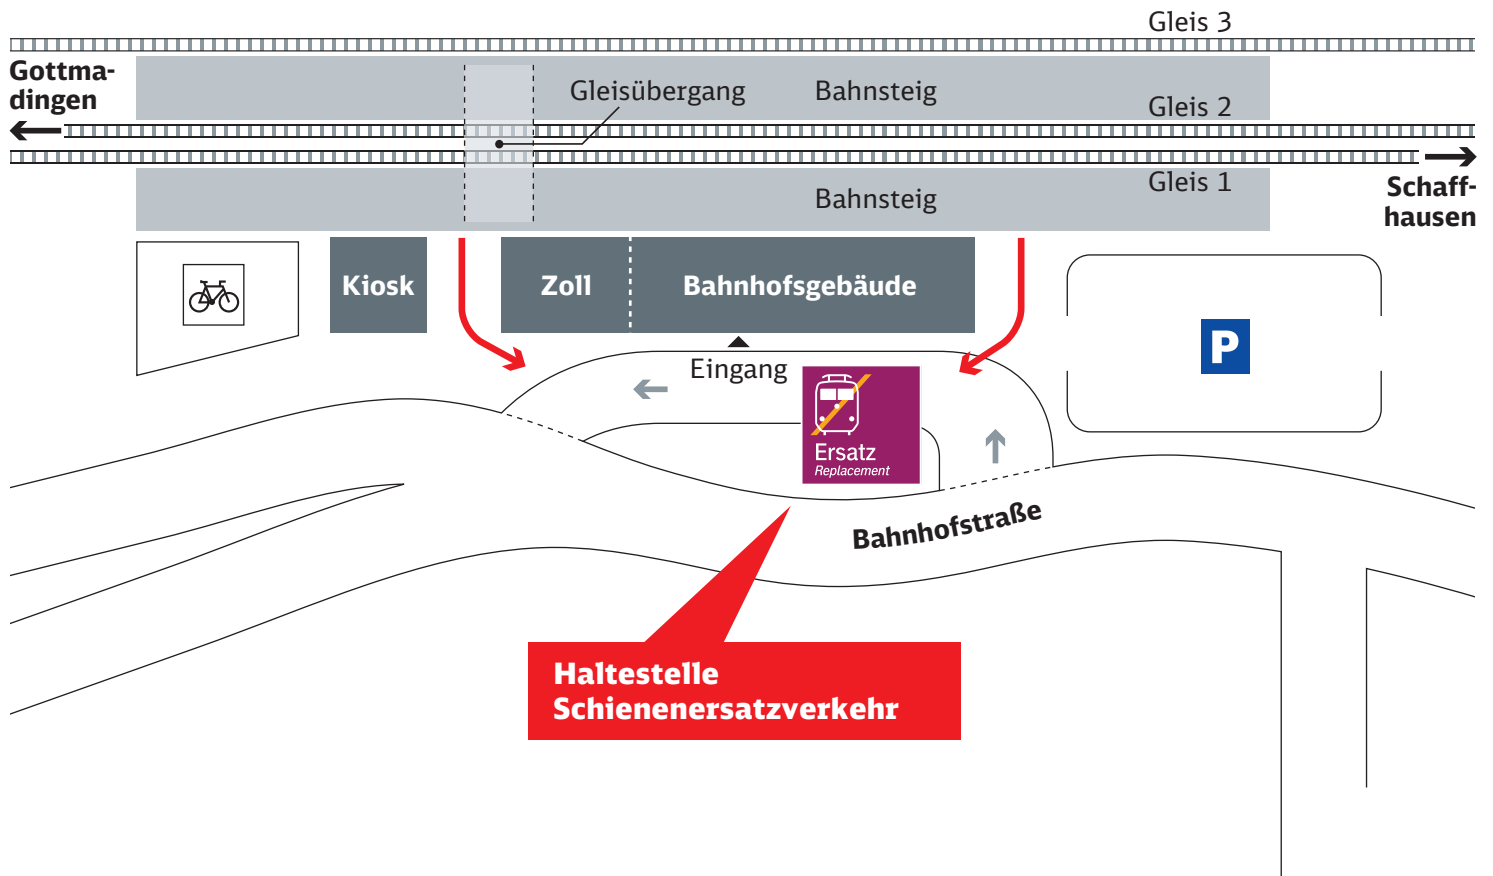 Gleis 3
Gottma-
dingen
Gleisübergang
Bahnsteig
Gleis 2
Gleis 1
Bahnsteig
Schaff-
hausen
Kiosk
Zoll
Bahnhofsgebäude
P
Eingang
Ersatz
Replacement
Bahnhofstraße
Haltestelle
Schienenersatzverkehr